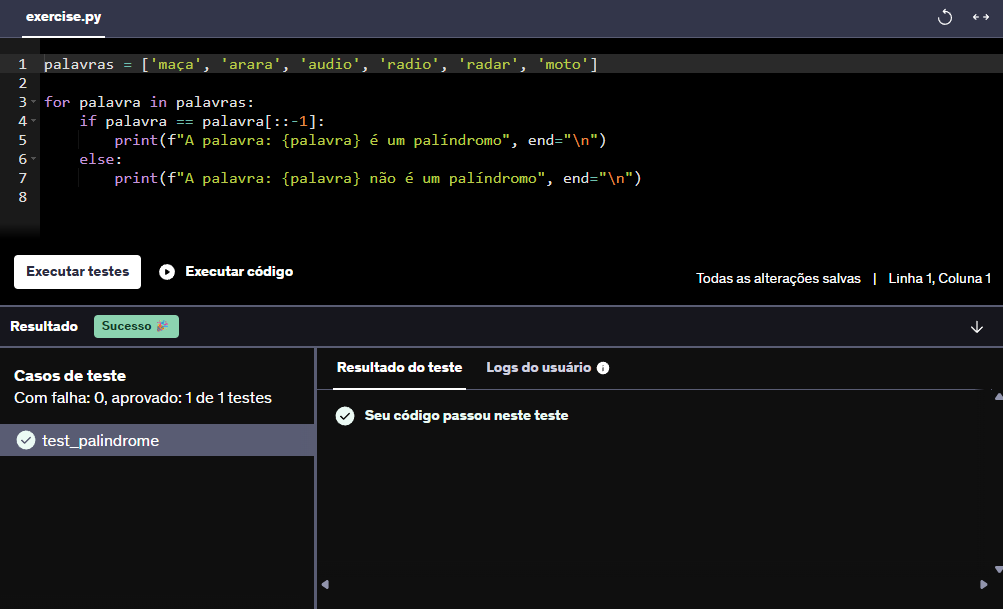 exercise.py
1 palavras = ['maça', 'arara', 'audio', 'radio', 'radar', 'moto']
2
3 for palavra in palavras:
4     if palavra == palavra[::-1]:
5         print(f"A palavra: {palavra} é um palíndromo", end="\n")
6     else:
7         print(f"A palavra: {palavra} não é um palíndromo", end="\n")
8
Executar testes Executar código
Todas as alterações salvas | Linha 1, Coluna 1
Resultado Sucesso 🎉
Casos de teste
Com falha: 0, aprovado: 1 de 1 testes
test_palindrome
Resultado do teste Logs do usuário
Seu código passou neste teste